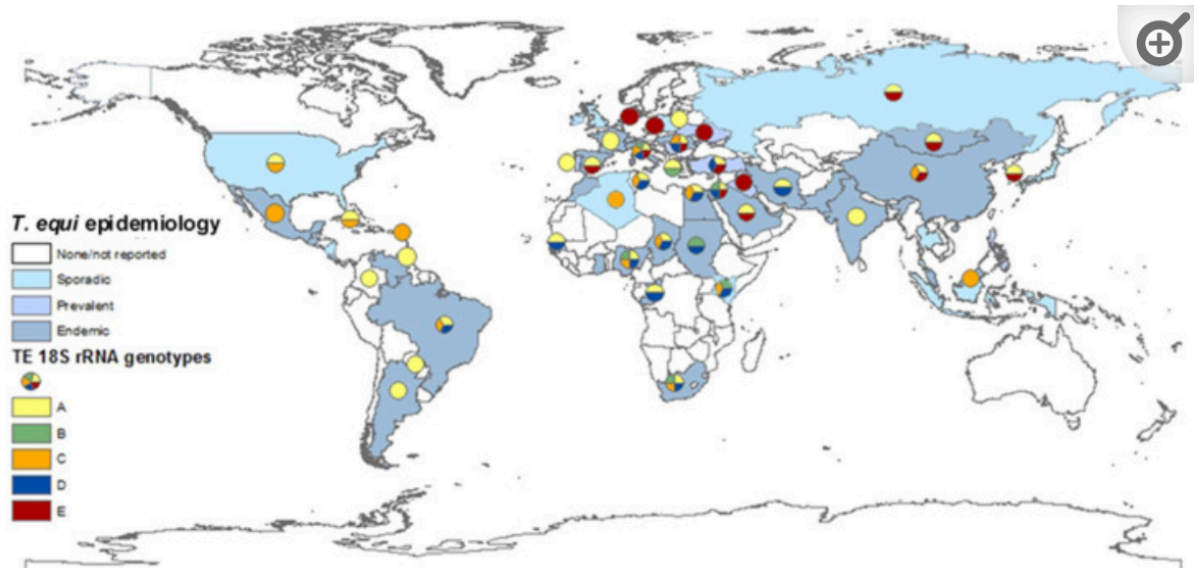 T. equi epidemiology
None/not reported
Sporadic
Prevalent
Endemic
TE 18S rRNA genotypes
A
B
C
D
E